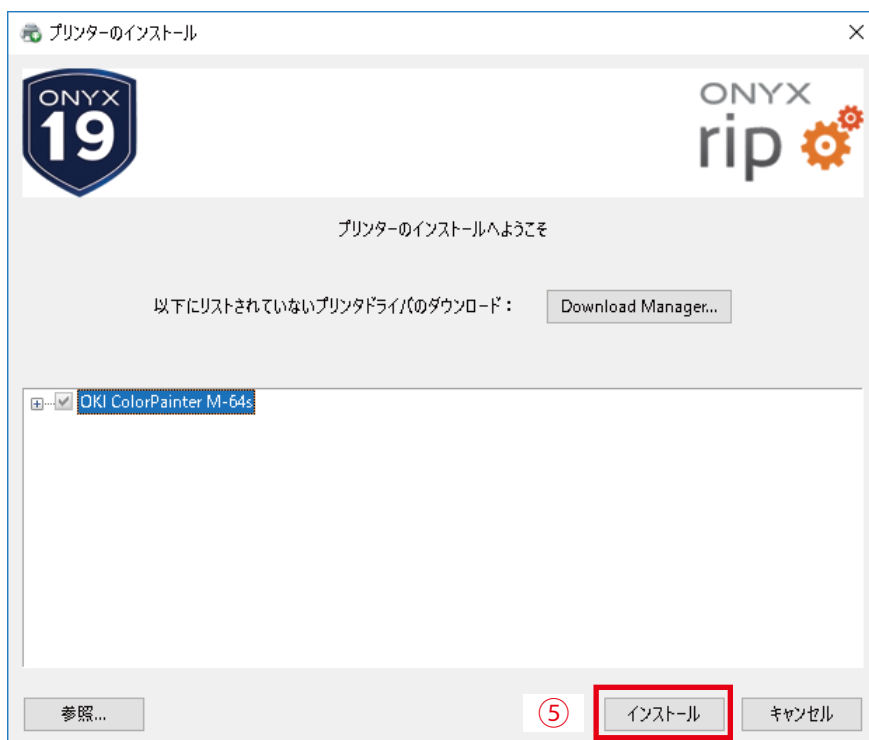 プリンターのインストール
ONYX
19
ONYX
rip
プリンターのインストールへようこそ
以下にリストされていないプリンタドライバのダウンロード： Download Manager...
OKI ColorPainter M-64s
参照... ⑤ インストール キャンセル